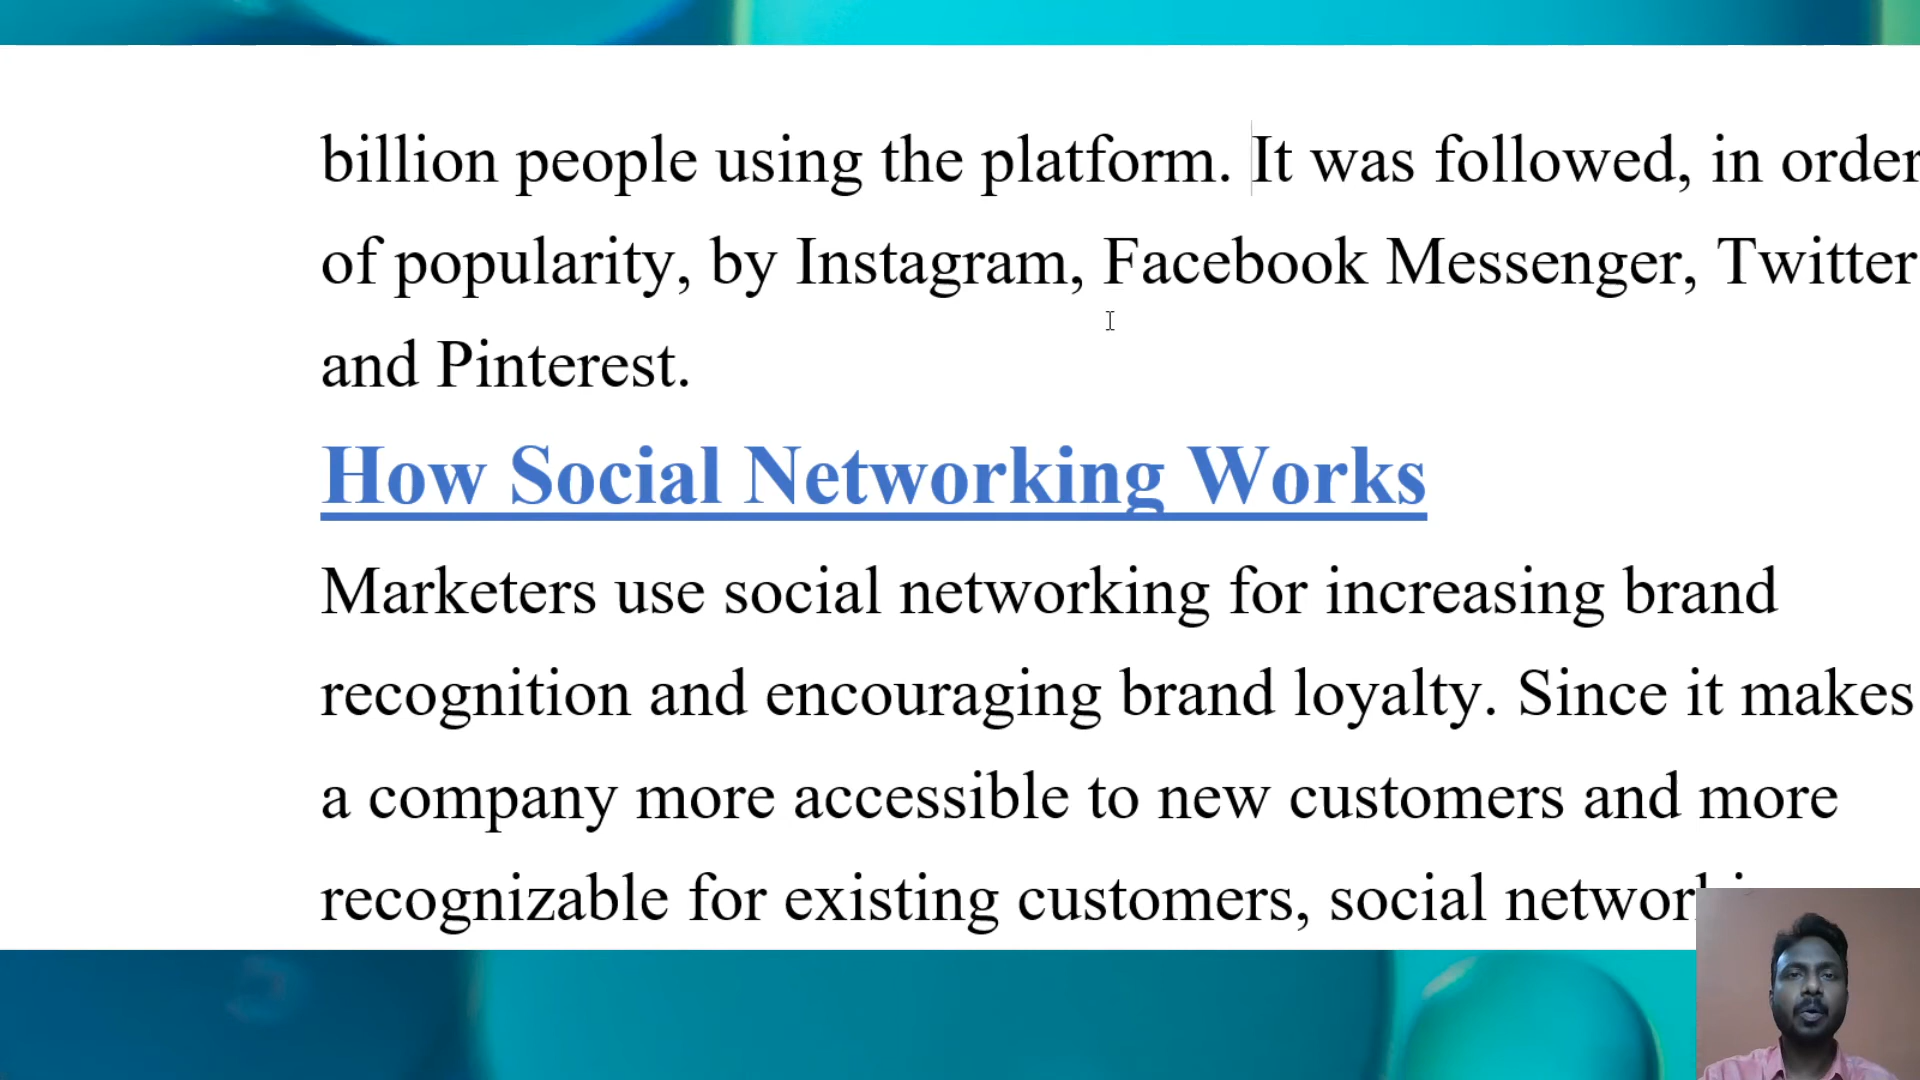 billion people using the platform. It was followed, in order
of popularity, by Instagram, Facebook Messenger, Twitter
and Pinterest.
How Social Networking Works
Marketers use social networking for increasing brand
recognition and encouraging brand loyalty. Since it makes
a company more accessible to new customers and more
recognizable for existing customers, social